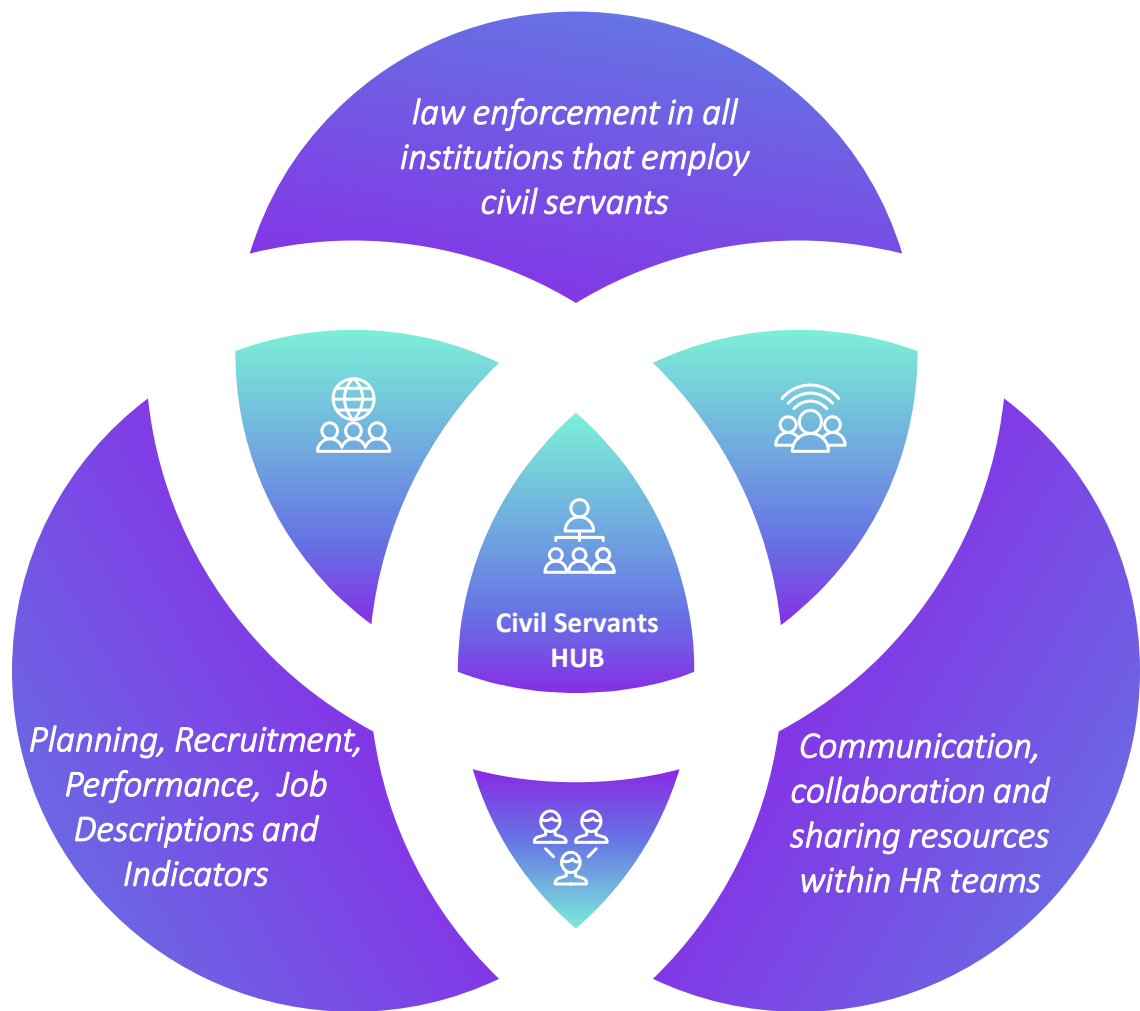 law enforcement in all
institutions that employ
civil servants
Civil Servants
HUB
Planning, Recruitment,
Performance,  Job
Descriptions and
Indicators
Communication,
collaboration and
sharing resources
within HR teams